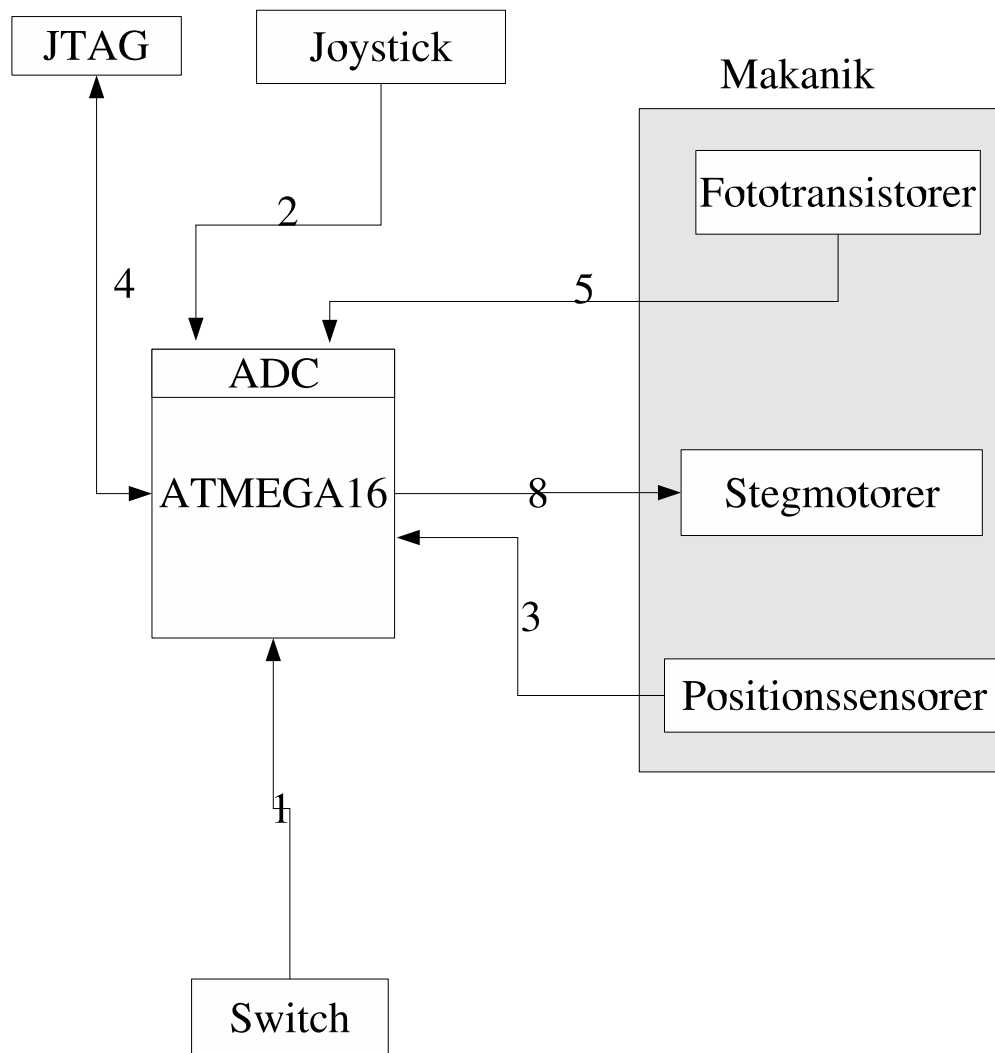 JTAG
Joystick
Makanik
Fototransistorer
2
4
5
ADC
ATMEGA16
8
Stegmotorer
3
Positionssensorer
1
Switch